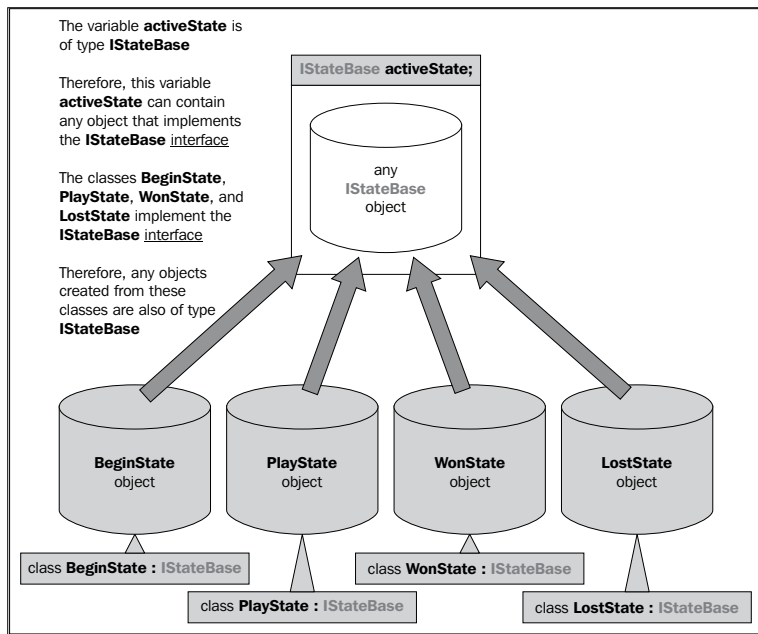 The variable activeState is
of type IStateBase
Therefore, this variable
activeState can contain
any object that implements
the IStateBase interface
The classes BeginState,
PlayState, WonState, and
LostState implement the
IStateBase interface
Therefore, any objects
created from these
classes are also of type
IStateBase
IStateBase activeState;
any
IStateBase
object
BeginState
object
PlayState
object
WonState
object
LostState
object
class BeginState : IStateBase
class PlayState : IStateBase
class WonState : IStateBase
class LostState : IStateBase